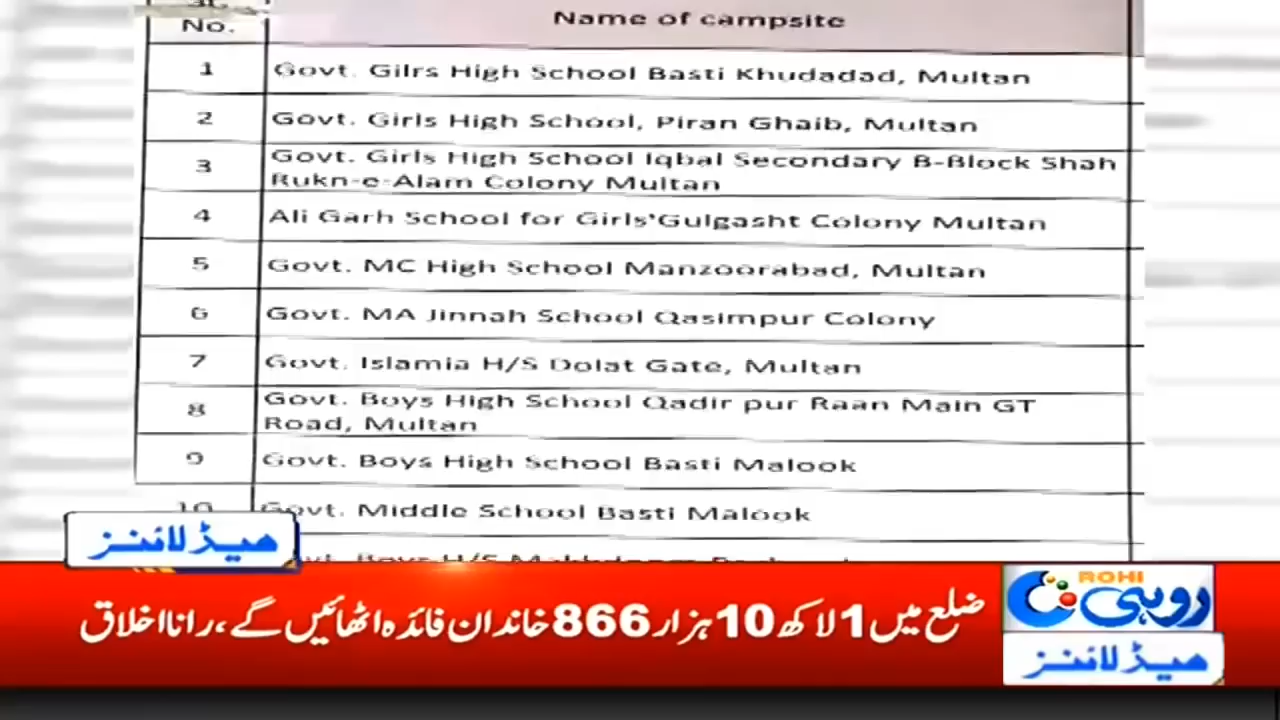 No.
Name of campsite
1
Govt. Gilrs High School Basti Khudadad, Multan
2
Govt. Girls High School, Piran Ghaib, Multan
3
Govt. Girls High School Iqbal Secondary B-Block Shah
Rukn-e-Alam Colony Multan
4
Ali Garh School for Girls'Gulgasht Colony Multan
5
Govt. MC High School Manzoorabad, Multan
6
Govt. MA Jinnah School Qasimpur Colony
7
Govt. Islamia H/S Dolat Gate, Multan
8
Govt. Boys High School Qadir pur Raan Main GT
Road, Multan
9
Govt. Boys High School Basti Malook
10
Govt. Middle School Basti Malook
Boys H/S
ہیڈلائنز
ضلع میں 1 لاکھ 10 ہزار 866 خاندان فائدہ اٹھائیں گے، رانا اخلاق
ROHI
روہی
ہیڈلائنز